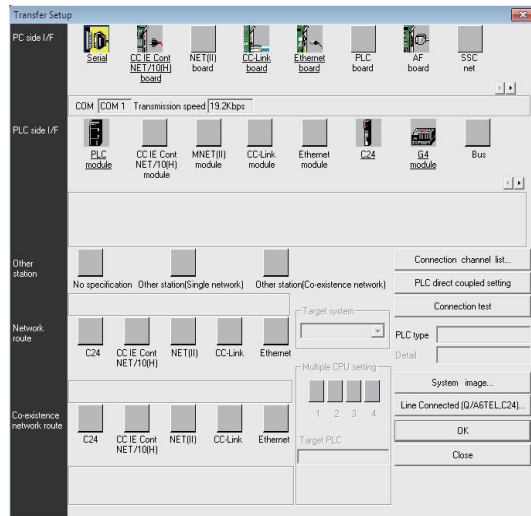 Transfer Setup
PC side I/F
Serial
CC IE Cont
NET/10(H)
board
NET(II)
board
CC-Link
board
Ethernet
board
PLC
board
AF
board
SSC
net
COM COM 1 Transmission speed 19.2Kbps
PLC side I/F
PLC
module
CC IE Cont
NET/10(H)
module
MNET(II)
module
CC-Link
module
Ethernet
module
C24
G4
module
Bus
Other
station
No specification
Other station(Single network)
Other station(Co-existence network)
Connection channel list...
PLC direct coupled setting
Connection test
Target system
PLC type
Detail
Network
route
C24
CC IE Cont
NET/10(H)
NET(II)
CC-Link
Ethernet
Multiple CPU setting
1 2 3 4
Target PLC
System image...
Line Connected (Q/A6TEL,C24)...
OK
Close
Co-existence
network route
C24
CC IE Cont
NET/10(H)
NET(II)
CC-Link
Ethernet